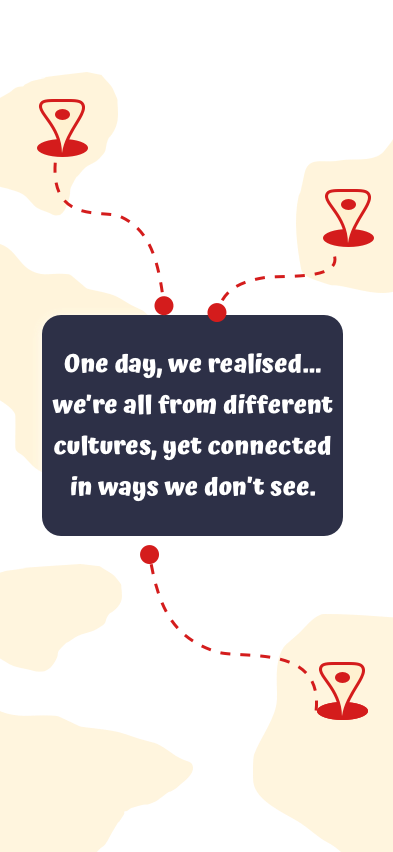 One day, we realised...
we're all from different
cultures, yet connected
in ways we don't see.